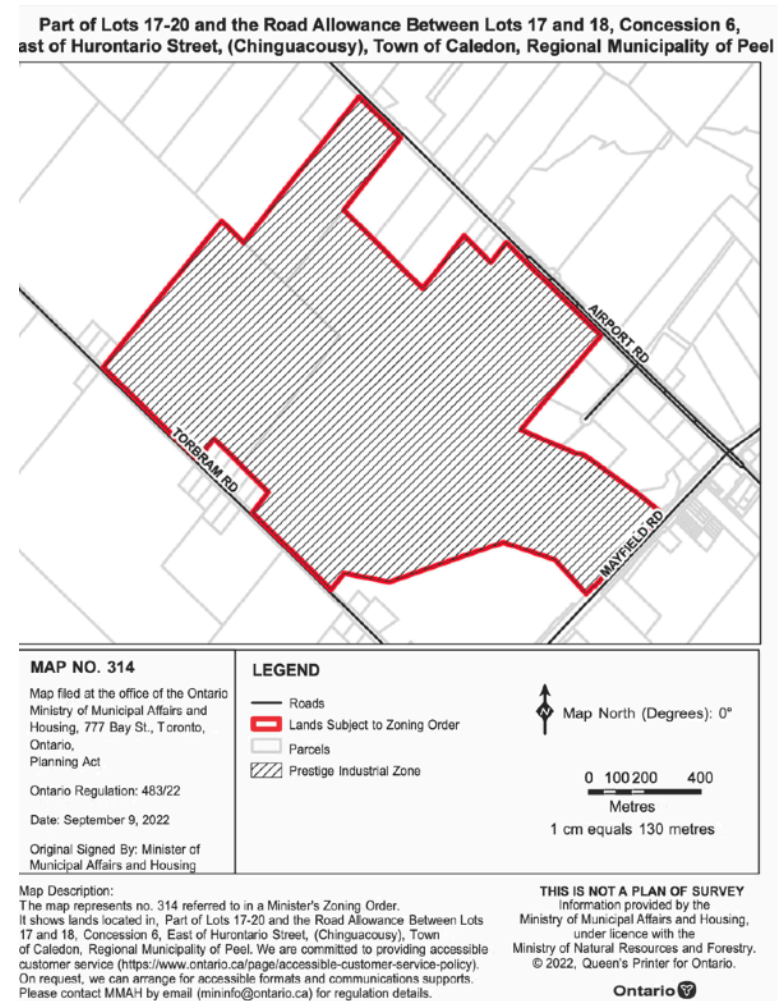 Part of Lots 17-20 and the Road Allowance Between Lots 17 and 18, Concession 6,
ast of Hurontario Street, (Chinguacousy), Town of Caledon, Regional Municipality of Peel
AIRPORT RD
TORBRAM RD
MAYFIELD RD
MAP NO. 314
Map filed at the office of the Ontario
Ministry of Municipal Affairs and
Housing, 777 Bay St., Toronto,
Ontario,
Planning Act
Ontario Regulation: 483/22
Date: September 9, 2022
Original Signed By: Minister of
Municipal Affairs and Housing
LEGEND
Roads
Lands Subject to Zoning Order
Parcels
Prestige Industrial Zone
N
Map North (Degrees): 0°
0 100 200 400
Metres
1 cm equals 130 metres
Map Description:
The map represents no. 314 referred to in a Minister's Zoning Order.
It shows lands located in, Part of Lots 17-20 and the Road Allowance Between Lots
17 and 18, Concession 6, East of Hurontario Street, (Chinguacousy), Town
of Caledon, Regional Municipality of Peel. We are committed to providing accessible
customer service (https://www.ontario.ca/page/accessible-customer-service-policy).
On request, we can arrange for accessible formats and communications supports.
Please contact MMAH by email (mininfo@ontario.ca) for regulation details.
THIS IS NOT A PLAN OF SURVEY
Information provided by the
Ministry of Municipal Affairs and Housing,
under licence with the
Ministry of Natural Resources and Forestry.
© 2022, Queen's Printer for Ontario.
Ontario